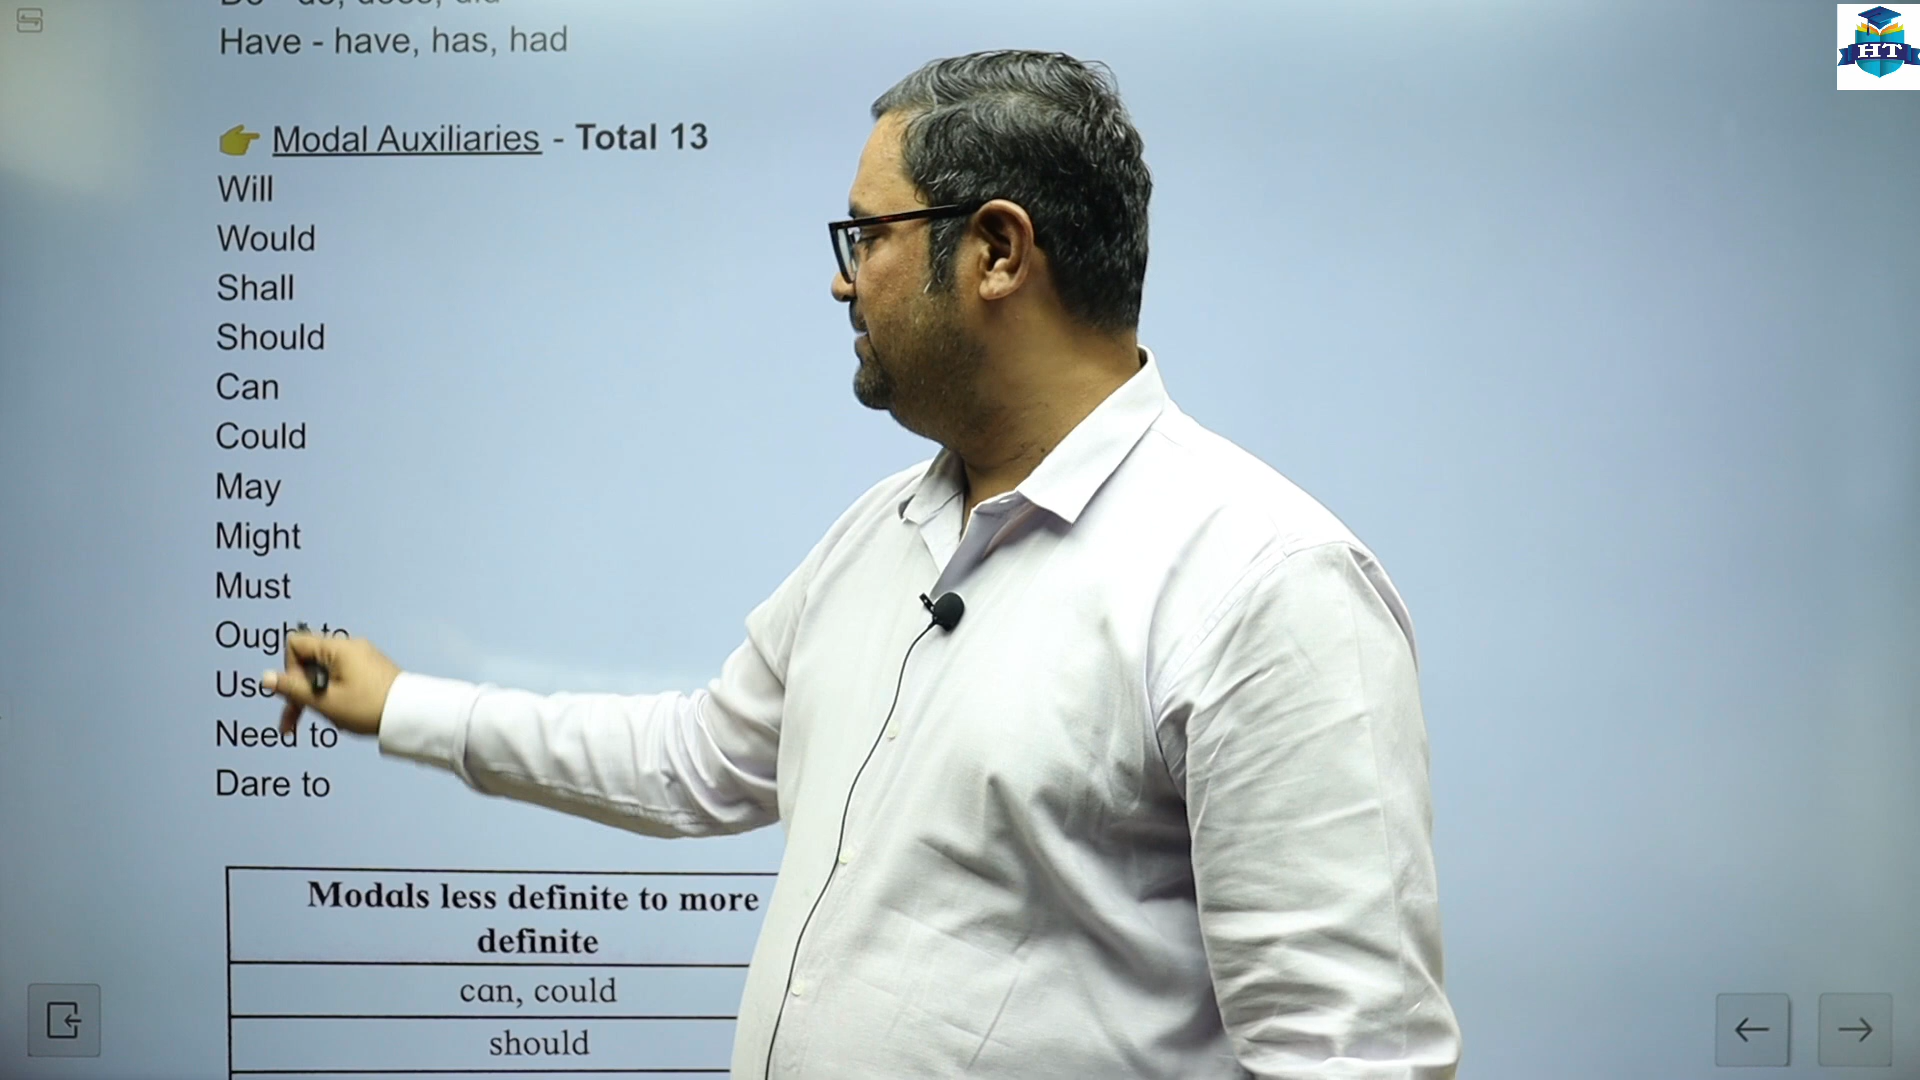 Have - have, has, had
Modal Auxiliaries - Total 13
Will
Would
Shall
Should
Can
Could
May
Might
Must
Need to
Dare to
Modals less definite to more
definite
can, could
should
HT